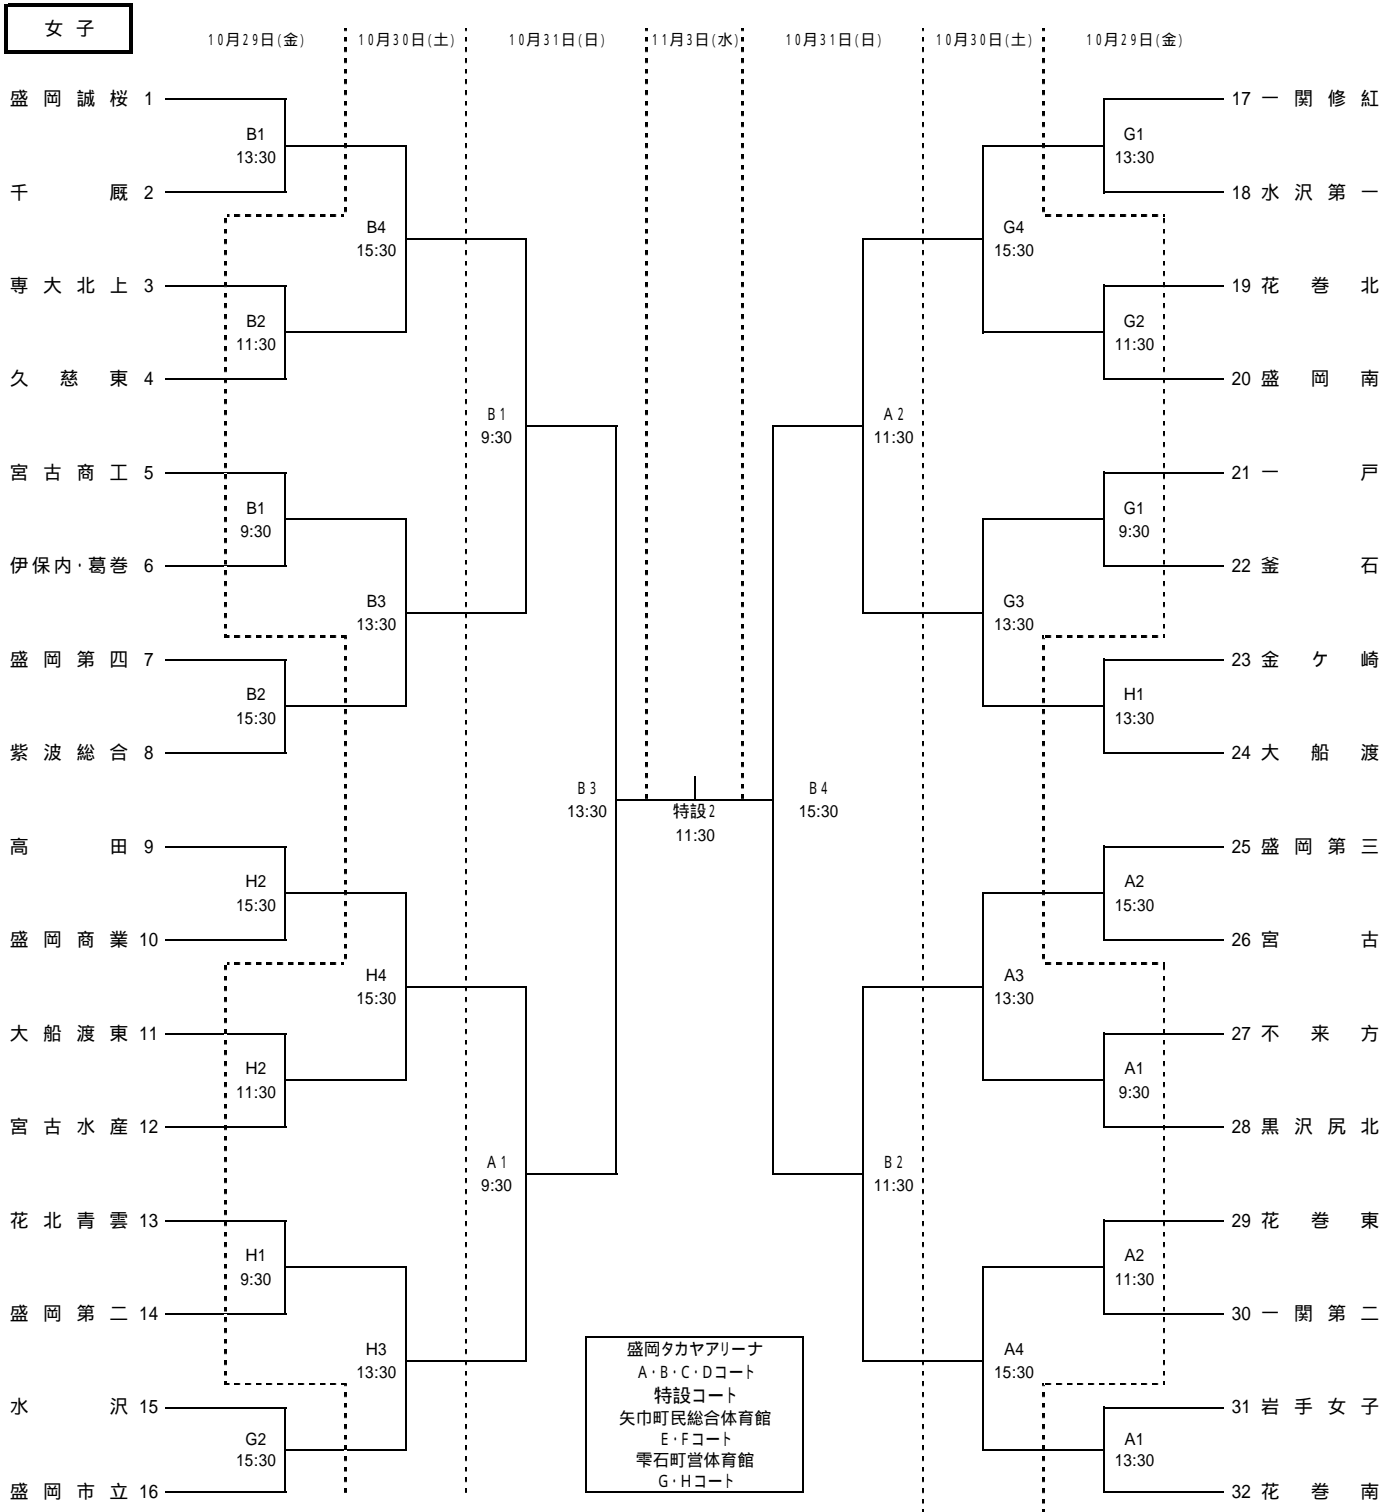 女子
10月29日(金) 10月30日(土) 10月31日(日) 11月3日(水) 10月31日(日) 10月30日(土) 10月29日(金)
盛岡誠桜 1
B1
13:30
千厩 2
B4
15:30
専大北上 3
B2
11:30
久慈東 4
B1
9:30
宮古商工 5
B1
9:30
伊保内・葛巻 6
B3
13:30
盛岡第四 7
B2
15:30
紫波総合 8
B3
13:30
高田 9
H2
15:30
盛岡商業 10
H4
15:30
大船渡東 11
H2
11:30
宮古水産 12
A1
9:30
花北青雲 13
H1
9:30
盛岡第二 14
H3
13:30
水沢 15
G2
15:30
盛岡市立 16
特設2
11:30
17 一関修紅
G1
13:30
18 水沢第一
G4
15:30
19 花巻北
G2
11:30
20 盛岡南
A2
11:30
21 一戸
G1
9:30
22 釜石
G3
13:30
23 金ケ崎
H1
13:30
24 大船渡
B4
15:30
25 盛岡第三
A2
15:30
26 宮古
A3
13:30
27 不来方
A1
9:30
28 黒沢尻北
B2
11:30
29 花巻東
A2
11:30
30 一関第二
A4
15:30
31 岩手女子
A1
13:30
32 花巻南
盛岡タカヤアリーナ
A・B・C・Dコート
特設コート
矢巾町民総合体育館
E・Fコート
雫石町営体育館
G・Hコート